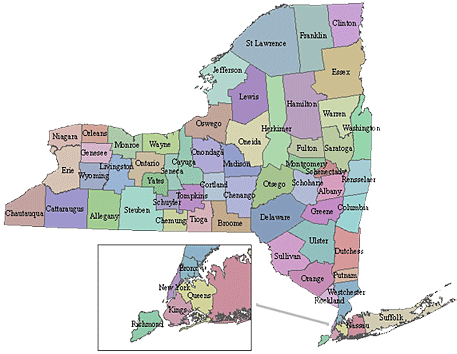 Clinton
Franklin
St Lawrence
Essex
Jefferson
Lewis
Hamilton
Warren
Washington
Oswego
Oneida
Herkimer
Fulton
Saratoga
Niagara
Orleans
Monroe
Wayne
Genesee
Onondaga
Madison
Montgomery
Schenectady
Rensselaer
Erie
Wyoming
Livingston
Ontario
Seneca
Cayuga
Yates
Cortland
Chenango
Otsego
Schoharie
Albany
Schuyler
Tompkins
Chautauqua
Cattaraugus
Allegany
Steuben
Chemung
Tioga
Broome
Delaware
Greene
Columbia
Ulster
Sullivan
Dutchess
Orange
Putnam
Westchester
Rockland
Nassau
Suffolk
Bronx
New York
Queens
Kings
Richmond